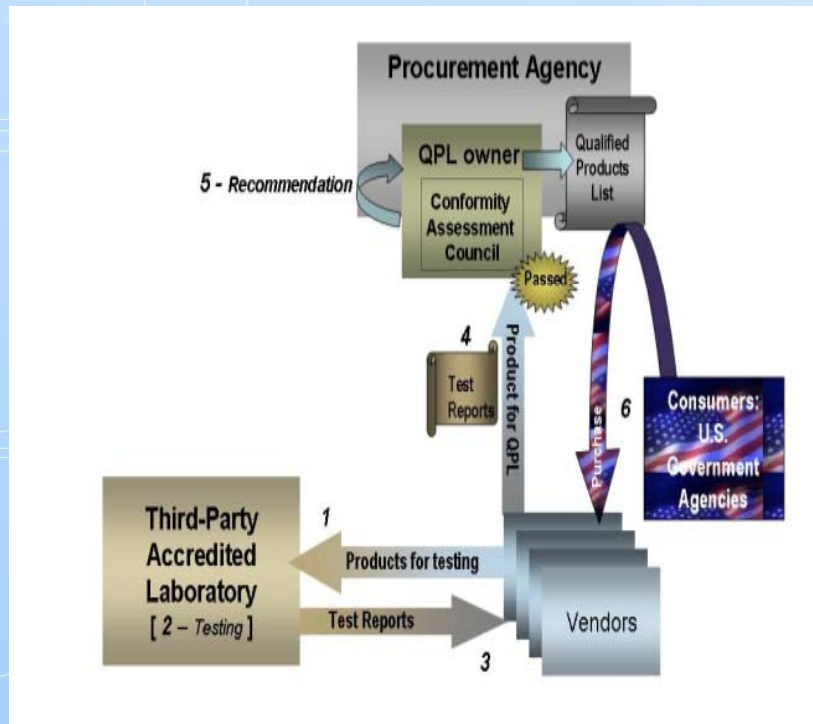 Procurement Agency
QPL owner
Conformity
Assessment
Council
Qualified
Products
List
5 - Recommendation
Passed
4
Test
Reports
Product for QPL
Purchase
6
Consumers:
U.S.
Government
Agencies
Third-Party
Accredited
Laboratory
[ 2 – Testing ]
1
Products for testing
Test Reports
3
Vendors